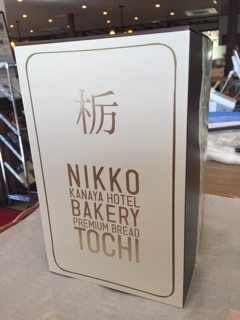 栃
NIKKO
KANAYA HOTEL
BAKERY
PREMIUM BREAD
TOCHI